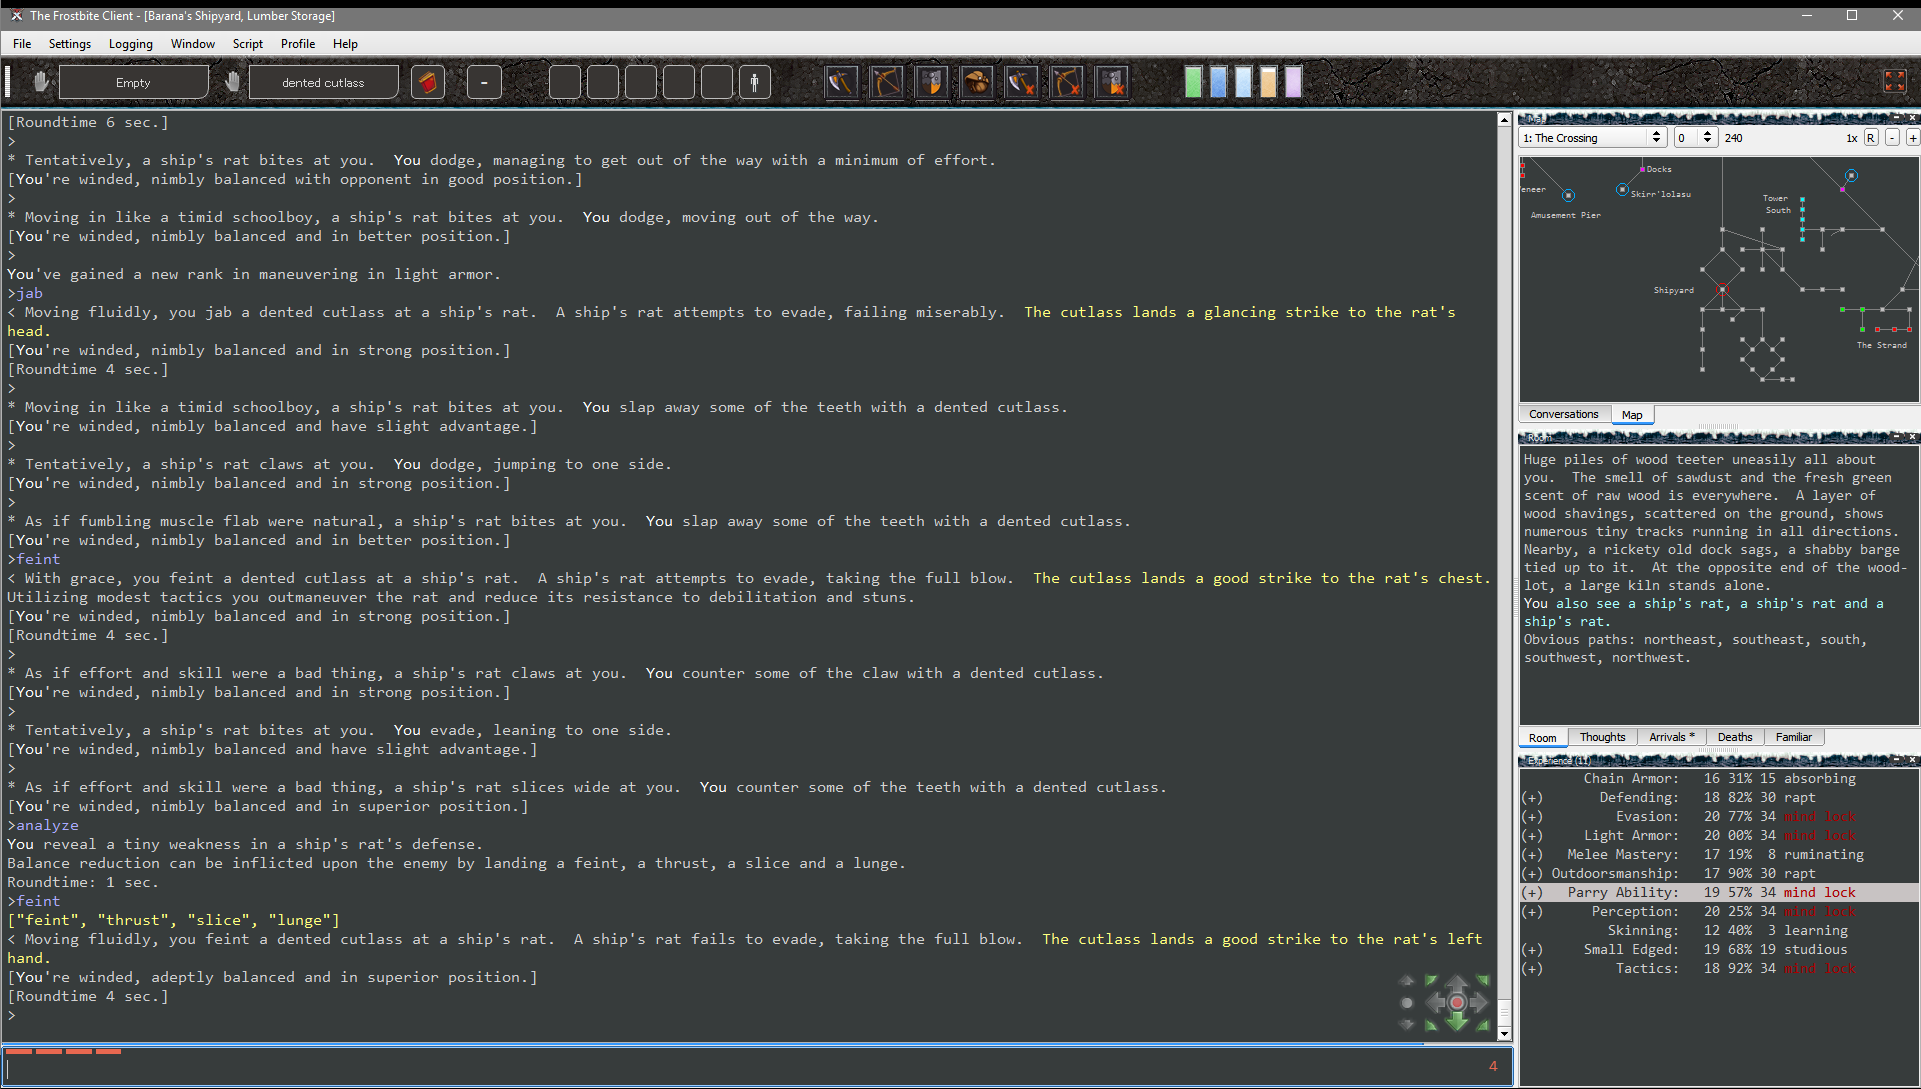 The Frostbite Client - [Barana's Shipyard, Lumber Storage]
File Settings Logging Window Script Profile Help
Empty
dented cutlass
-
[Roundtime 6 sec.]
>
* Tentatively, a ship's rat bites at you.  You dodge, managing to get out of the way with a minimum of effort.
[You're winded, nimbly balanced with opponent in good position.]
>
* Moving in like a timid schoolboy, a ship's rat bites at you.  You dodge, moving out of the way.
[You're winded, nimbly balanced and in better position.]
>
You've gained a new rank in maneuvering in light armor.
>jab
< Moving fluidly, you jab a dented cutlass at a ship's rat.  A ship's rat attempts to evade, failing miserably.  The cutlass lands a glancing strike to the rat's
head.
[You're winded, nimbly balanced and in strong position.]
[Roundtime 4 sec.]
>
* Moving in like a timid schoolboy, a ship's rat bites at you.  You slap away some of the teeth with a dented cutlass.
[You're winded, nimbly balanced and have slight advantage.]
>
* Tentatively, a ship's rat claws at you.  You dodge, jumping to one side.
[You're winded, nimbly balanced and in strong position.]
>
* As if fumbling muscle flab were natural, a ship's rat bites at you.  You slap away some of the teeth with a dented cutlass.
[You're winded, nimbly balanced and in better position.]
>feint
< With grace, you feint a dented cutlass at a ship's rat.  A ship's rat attempts to evade, taking the full blow.  The cutlass lands a good strike to the rat's chest.
Utilizing modest tactics you outmaneuver the rat and reduce its resistance to debilitation and stuns.
[You're winded, nimbly balanced and in strong position.]
[Roundtime 4 sec.]
>
* As if effort and skill were a bad thing, a ship's rat claws at you.  You counter some of the claw with a dented cutlass.
[You're winded, nimbly balanced and in strong position.]
>
* Tentatively, a ship's rat bites at you.  You evade, leaning to one side.
[You're winded, nimbly balanced and have slight advantage.]
>
* As if effort and skill were a bad thing, a ship's rat slices wide at you.  You counter some of the teeth with a dented cutlass.
[You're winded, nimbly balanced and in superior position.]
>analyze
You reveal a tiny weakness in a ship's rat's defense.
Balance reduction can be inflicted upon the enemy by landing a feint, a thrust, a slice and a lunge.
Roundtime: 1 sec.
>feint
["feint", "thrust", "slice", "lunge"]
< Moving fluidly, you feint a dented cutlass at a ship's rat.  A ship's rat fails to evade, taking the full blow.  The cutlass lands a good strike to the rat's left
hand.
[You're winded, adeptly balanced and in superior position.]
[Roundtime 4 sec.]
>
4
Map
1: The Crossing 0 240 1x R - +
Docks
Skirr'lolasu
Amusement Pier
Tower
South
Shipyard
The Strand
Conversations Map
Room
Huge piles of wood teeter uneasily all about
you.  The smell of sawdust and the fresh green
scent of raw wood is everywhere.  A layer of
wood shavings, scattered on the ground, shows
numerous tiny tracks running in all directions.
Nearby, a rickety old dock sags, a shabby barge
tied up to it.  At the opposite end of the wood-
lot, a large kiln stands alone.
You also see a ship's rat, a ship's rat and a
ship's rat.
Obvious paths: northeast, southeast, south,
southwest, northwest.
Room Thoughts Arrivals * Deaths Familiar
Experience (11)
Chain Armor: 16 31% 15 absorbing
(+) Defending: 18 82% 30 rapt
(+) Evasion: 20 77% 34 mind lock
(+) Light Armor: 20 00% 34 mind lock
(+) Melee Mastery: 17 19% 8 ruminating
(+) Outdoorsmanship: 17 90% 30 rapt
(+) Parry Ability: 19 57% 34 mind lock
(+) Perception: 20 25% 34 mind lock
Skinning: 12 40% 3 learning
(+) Small Edged: 19 68% 19 studious
(+) Tactics: 18 92% 34 mind lock